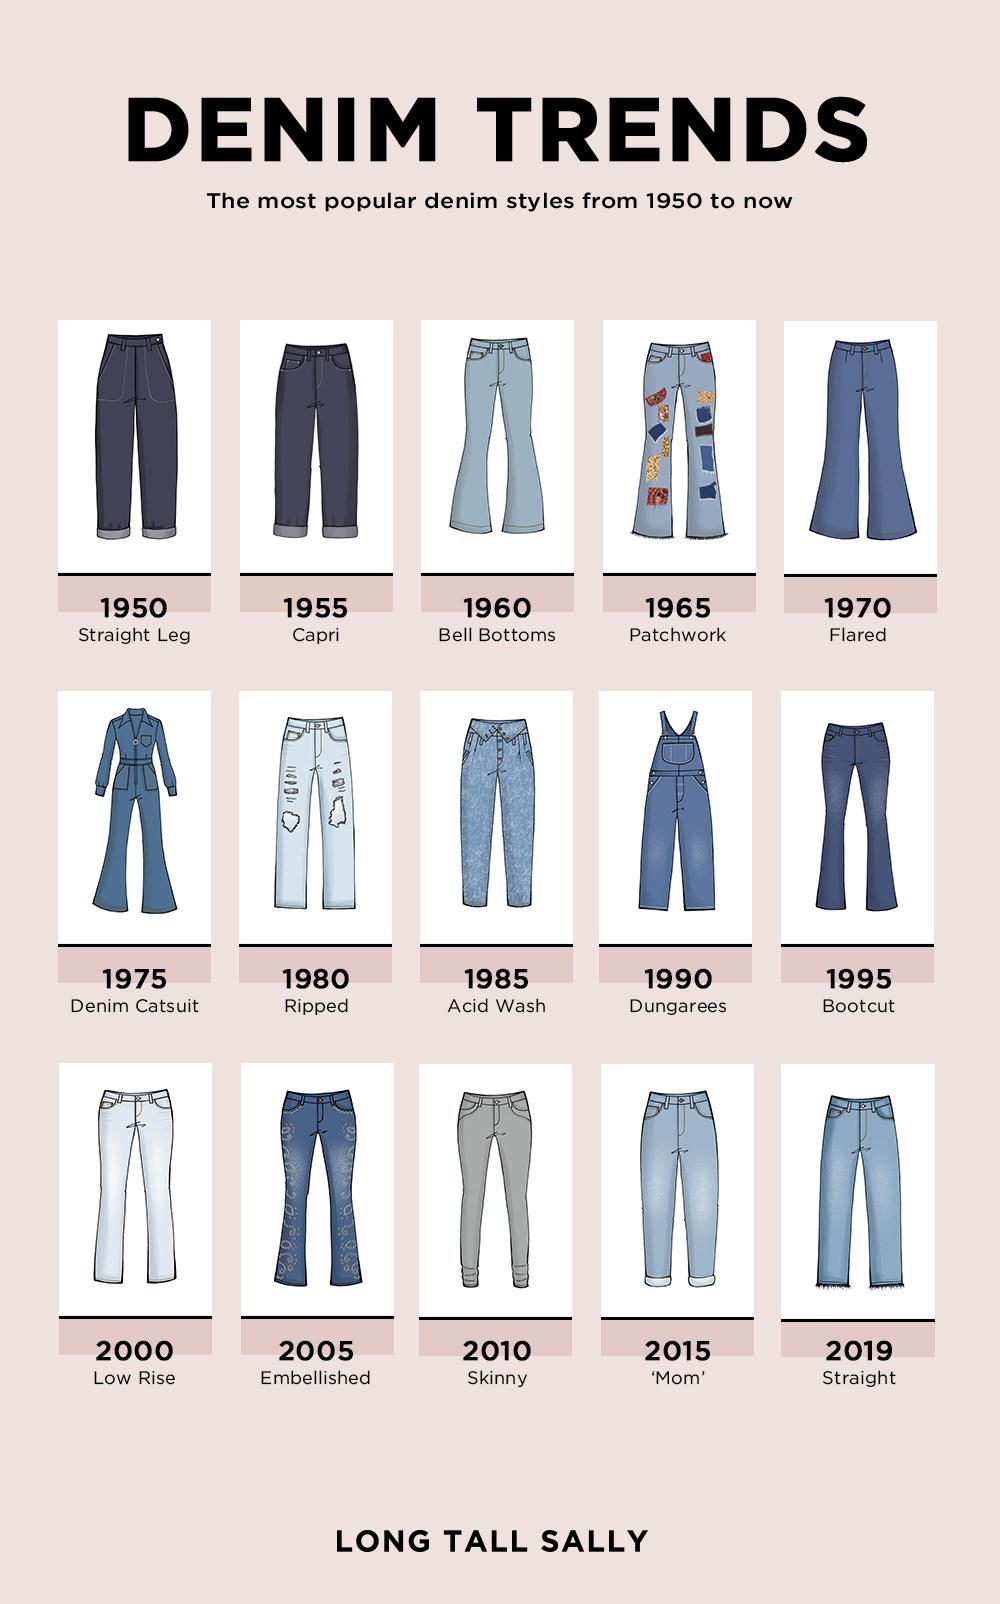 DENIM TRENDS
The most popular denim styles from 1950 to now
1950
Straight Leg
1955
Capri
1960
Bell Bottoms
1965
Patchwork
1970
Flared
1975
Denim Catsuit
1980
Ripped
1985
Acid Wash
1990
Dungarees
1995
Bootcut
2000
Low Rise
2005
Embellished
2010
Skinny
2015
‘Mom’
2019
Straight
LONG TALL SALLY